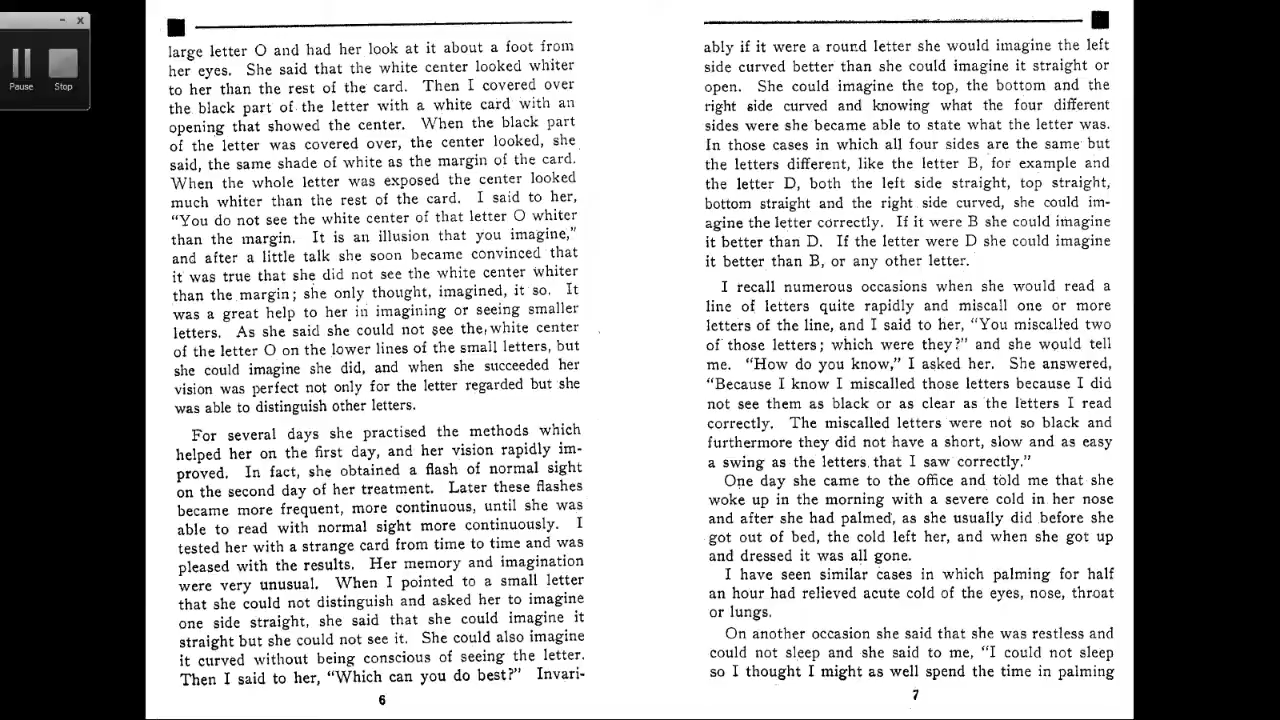 Pause Stop
large letter O and had her look at it about a foot from
her eyes. She said that the white center looked whiter
to her than the rest of the card. Then I covered over
the black part of the letter with a white card with an
opening that showed the center. When the black part
of the letter was covered over, the center looked, she
said, the same shade of white as the margin of the card.
When the whole letter was exposed the center looked
much whiter than the rest of the card. I said to her,
"You do not see the white center of that letter O whiter
than the margin. It is an illusion that you imagine,"
and after a little talk she soon became convinced that
it was true that she did not see the white center whiter
than the margin; she only thought, imagined, it so. It
was a great help to her in imagining or seeing smaller
letters. As she said she could not see the white center
of the letter O on the lower lines of the small letters, but
she could imagine she did, and when she succeeded her
vision was perfect not only for the letter regarded but she
was able to distinguish other letters.
For several days she practised the methods which
helped her on the first day, and her vision rapidly im-
proved. In fact, she obtained a flash of normal sight
on the second day of her treatment. Later these flashes
became more frequent, more continuous, until she was
able to read with normal sight more continuously. I
tested her with a strange card from time to time and was
pleased with the results. Her memory and imagination
were very unusual. When I pointed to a small letter
that she could not distinguish and asked her to imagine
one side straight, she said that she could imagine it
straight but she could not see it. She could also imagine
it curved without being conscious of seeing the letter.
Then I said to her, "Which can you do best?" Invari-
6
ably if it were a round letter she would imagine the left
side curved better than she could imagine it straight or
open. She could imagine the top, the bottom and the
right side curved and knowing what the four different
sides were she became able to state what the letter was.
In those cases in which all four sides are the same but
the letters different, like the letter B, for example and
the letter D, both the left side straight, top straight,
bottom straight and the right side curved, she could im-
agine the letter correctly. If it were B she could imagine
it better than D. If the letter were D she could imagine
it better than B, or any other letter.
I recall numerous occasions when she would read a
line of letters quite rapidly and miscall one or more
letters of the line, and I said to her, "You miscalled two
of those letters; which were they?" and she would tell
me. "How do you know," I asked her. She answered,
"Because I know I miscalled those letters because I did
not see them as black or as clear as the letters I read
correctly. The miscalled letters were not so black and
furthermore they did not have a short, slow and as easy
a swing as the letters that I saw correctly."
One day she came to the office and told me that she
woke up in the morning with a severe cold in her nose
and after she had palmed, as she usually did before she
got out of bed, the cold left her, and when she got up
and dressed it was all gone.
I have seen similar cases in which palming for half
an hour had relieved acute cold of the eyes, nose, throat
or lungs.
On another occasion she said that she was restless and
could not sleep and she said to me, "I could not sleep
so I thought I might as well spend the time in palming
7